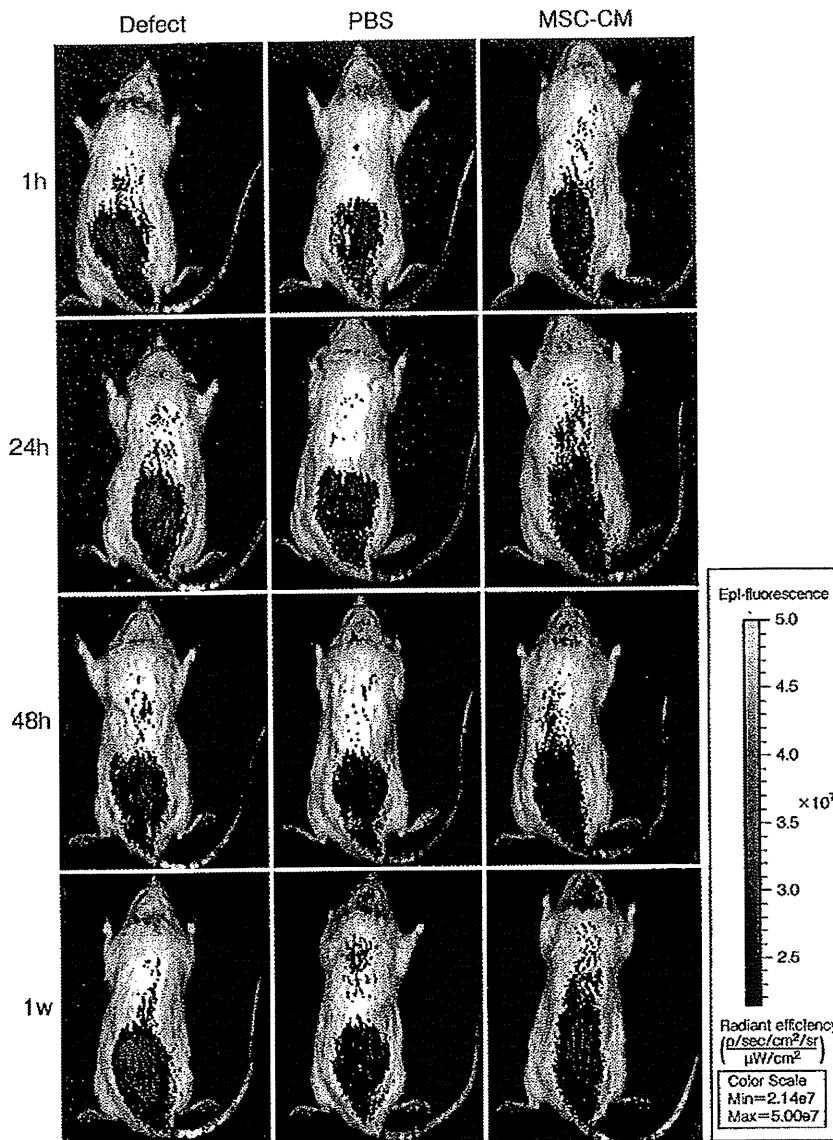 Defect PBS MSC-CM
1h
24h
48h
1w
Epi-fluorescence
5.0
4.5
4.0
×10⁷
3.5
3.0
2.5
Radiant efficiency
(p/sec/cm²/sr
μW/cm²)
Color Scale
Min=2.14e7
Max=5.00e7